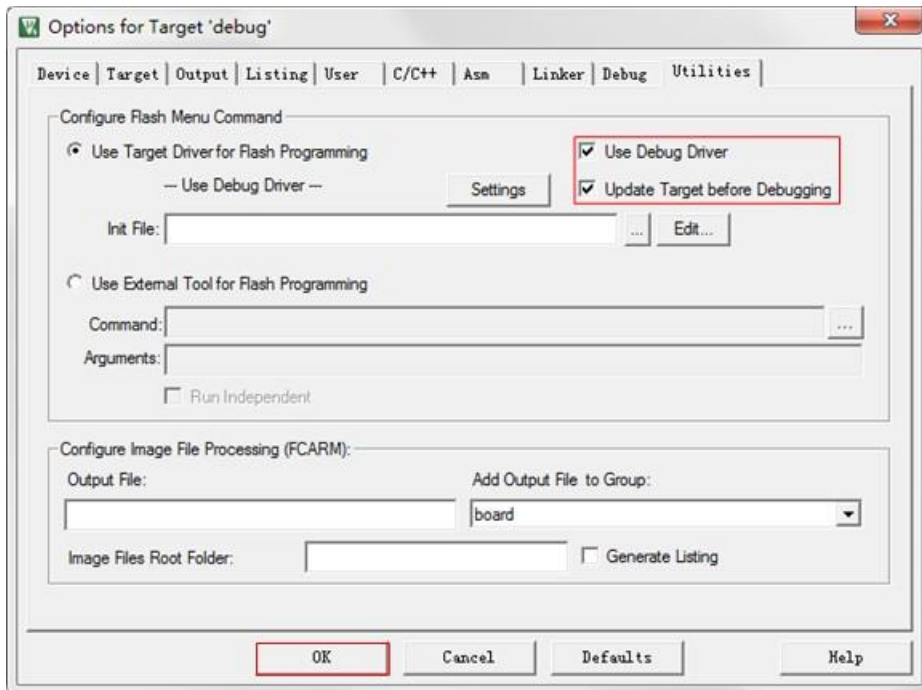 Options for Target 'debug'
Device Target Output Listing User C/C++ Asm Linker Debug Utilities
Configure Flash Menu Command
Use Target Driver for Flash Programming
Use Debug Driver
--- Use Debug Driver ---
Settings
Update Target before Debugging
Init File:
...
Edit...
Use External Tool for Flash Programming
Command:
...
Arguments:
Run Independent
Configure Image File Processing (FCARM):
Output File:
Add Output File to Group:
board
Image Files Root Folder:
Generate Listing
OK
Cancel
Defaults
Help